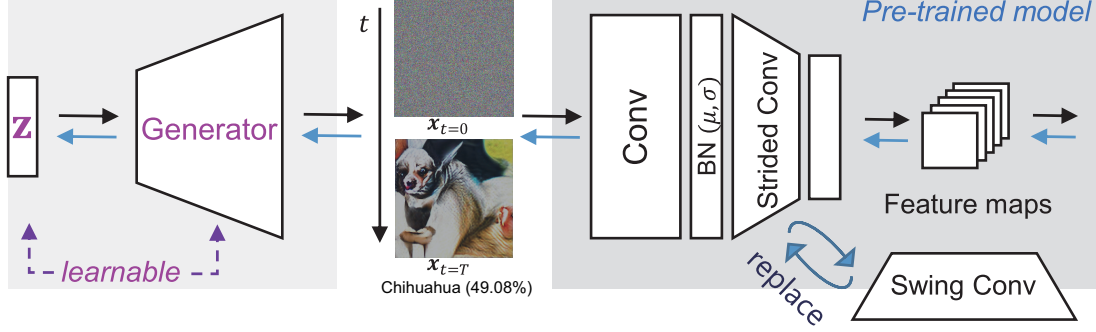 Pre-trained model
t
z
Generator
learnable
x_{t=0}
x_{t=T}
Chihuahua (49.08%)
Conv
BN (μ, σ)
Strided Conv
Feature maps
replace
Swing Conv